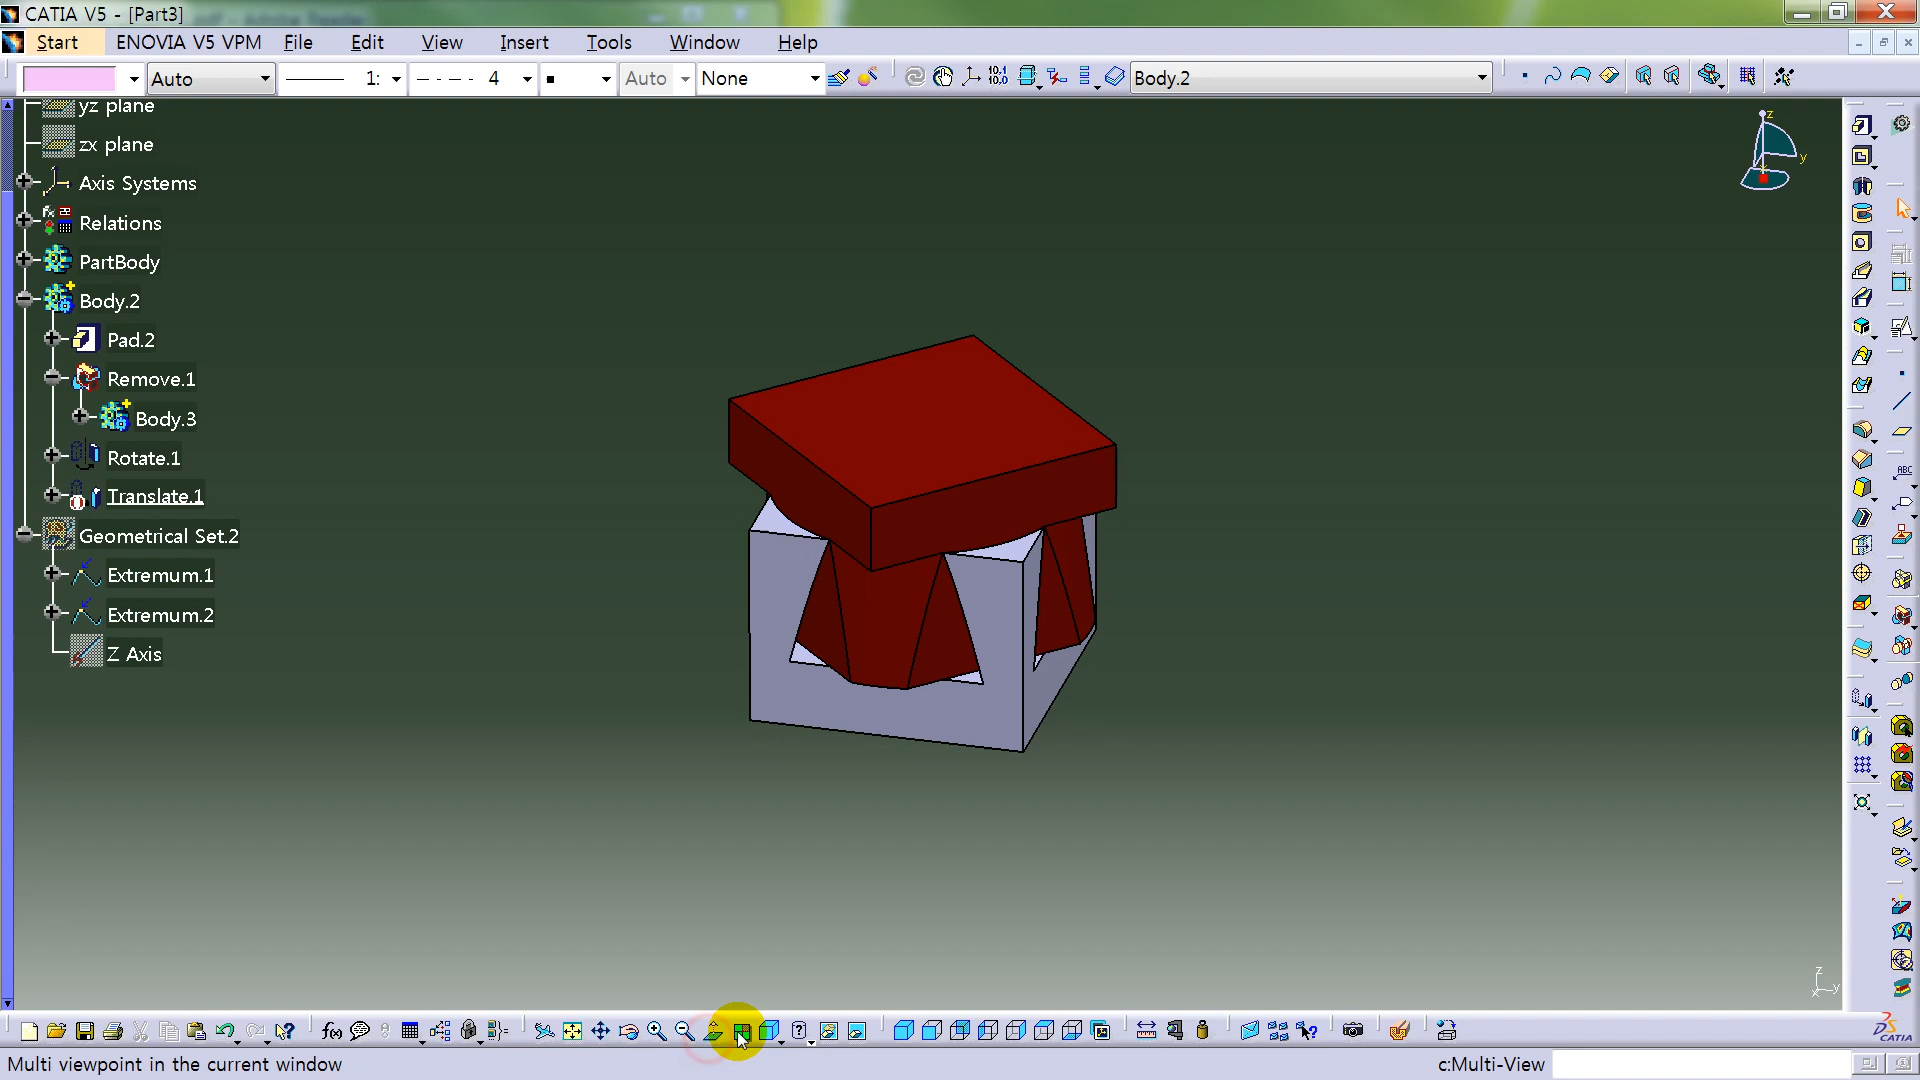 CATIA V5 - [Part3]
Start ENOVIA V5 VPM File Edit View Insert Tools Window Help
Auto 1: 4 Auto None Body.2
yz plane
zx plane
Axis Systems
Relations
PartBody
Body.2
Pad.2
Remove.1
Body.3
Rotate.1
Translate.1
Geometrical Set.2
Extremum.1
Extremum.2
Z Axis
z
y
z
y
x
ABC
CATIA
Multi viewpoint in the current window
c:Multi-View